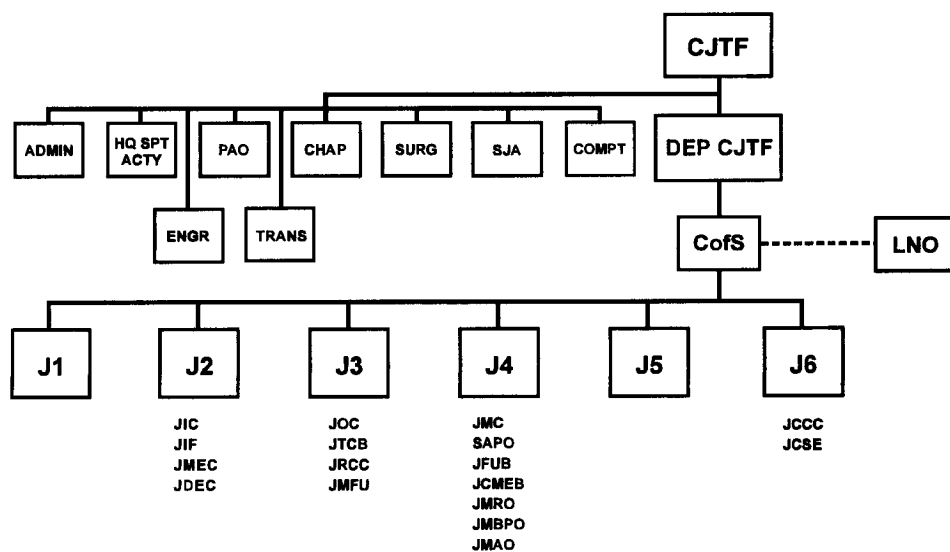 CJTF
ADMIN
HQ SPT
ACTY
PAO
CHAP
SURG
SJA
COMPT
DEP CJTF
ENGR
TRANS
CofS
LNO
J1
J2
J3
J4
J5
J6
JIC
JIF
JMEC
JDEC
JOC
JTCB
JRCC
JMFU
JMC
SAPO
JFUB
JCMEB
JMRO
JMBPO
JMAO
JCCC
JCSE